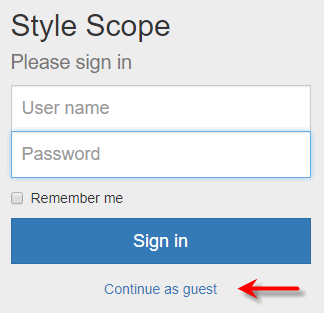 Style Scope
Please sign in
User name
Password
Remember me
Sign in
Continue as guest